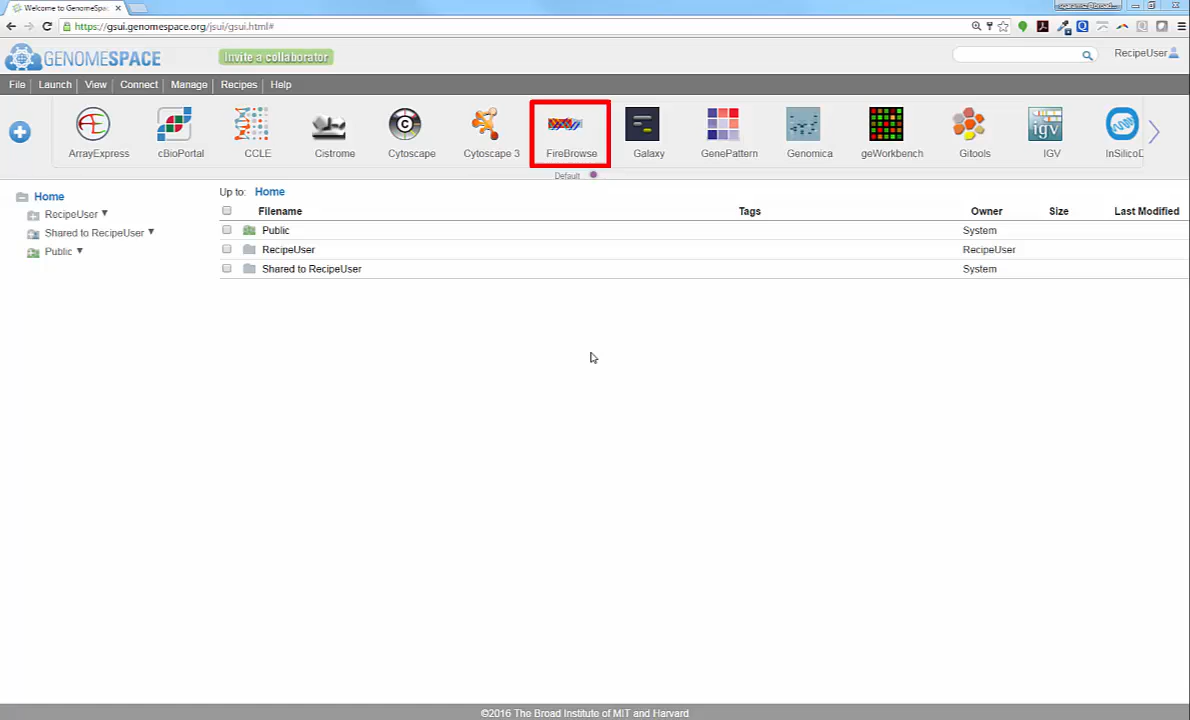 Welcome to GenomeSpac
https://gsui.genomespace.org/jsui/gsui.html#
GENOMESPACE
Invite a collaborator
RecipeUser
File Launch View Connect Manage Recipes Help
ArrayExpress cBioPortal CCLE Cistrome Cytoscape Cytoscape 3 FireBrowse Galaxy GenePattern Genomica geWorkbench Gitools IGV InSilicoD
Default
Home
RecipeUser
Shared to RecipeUser
Public
Up to: Home
Filename Tags Owner Size Last Modified
Public System
RecipeUser RecipeUser
Shared to RecipeUser System
©2016 The Broad Institute of MIT and Harvard